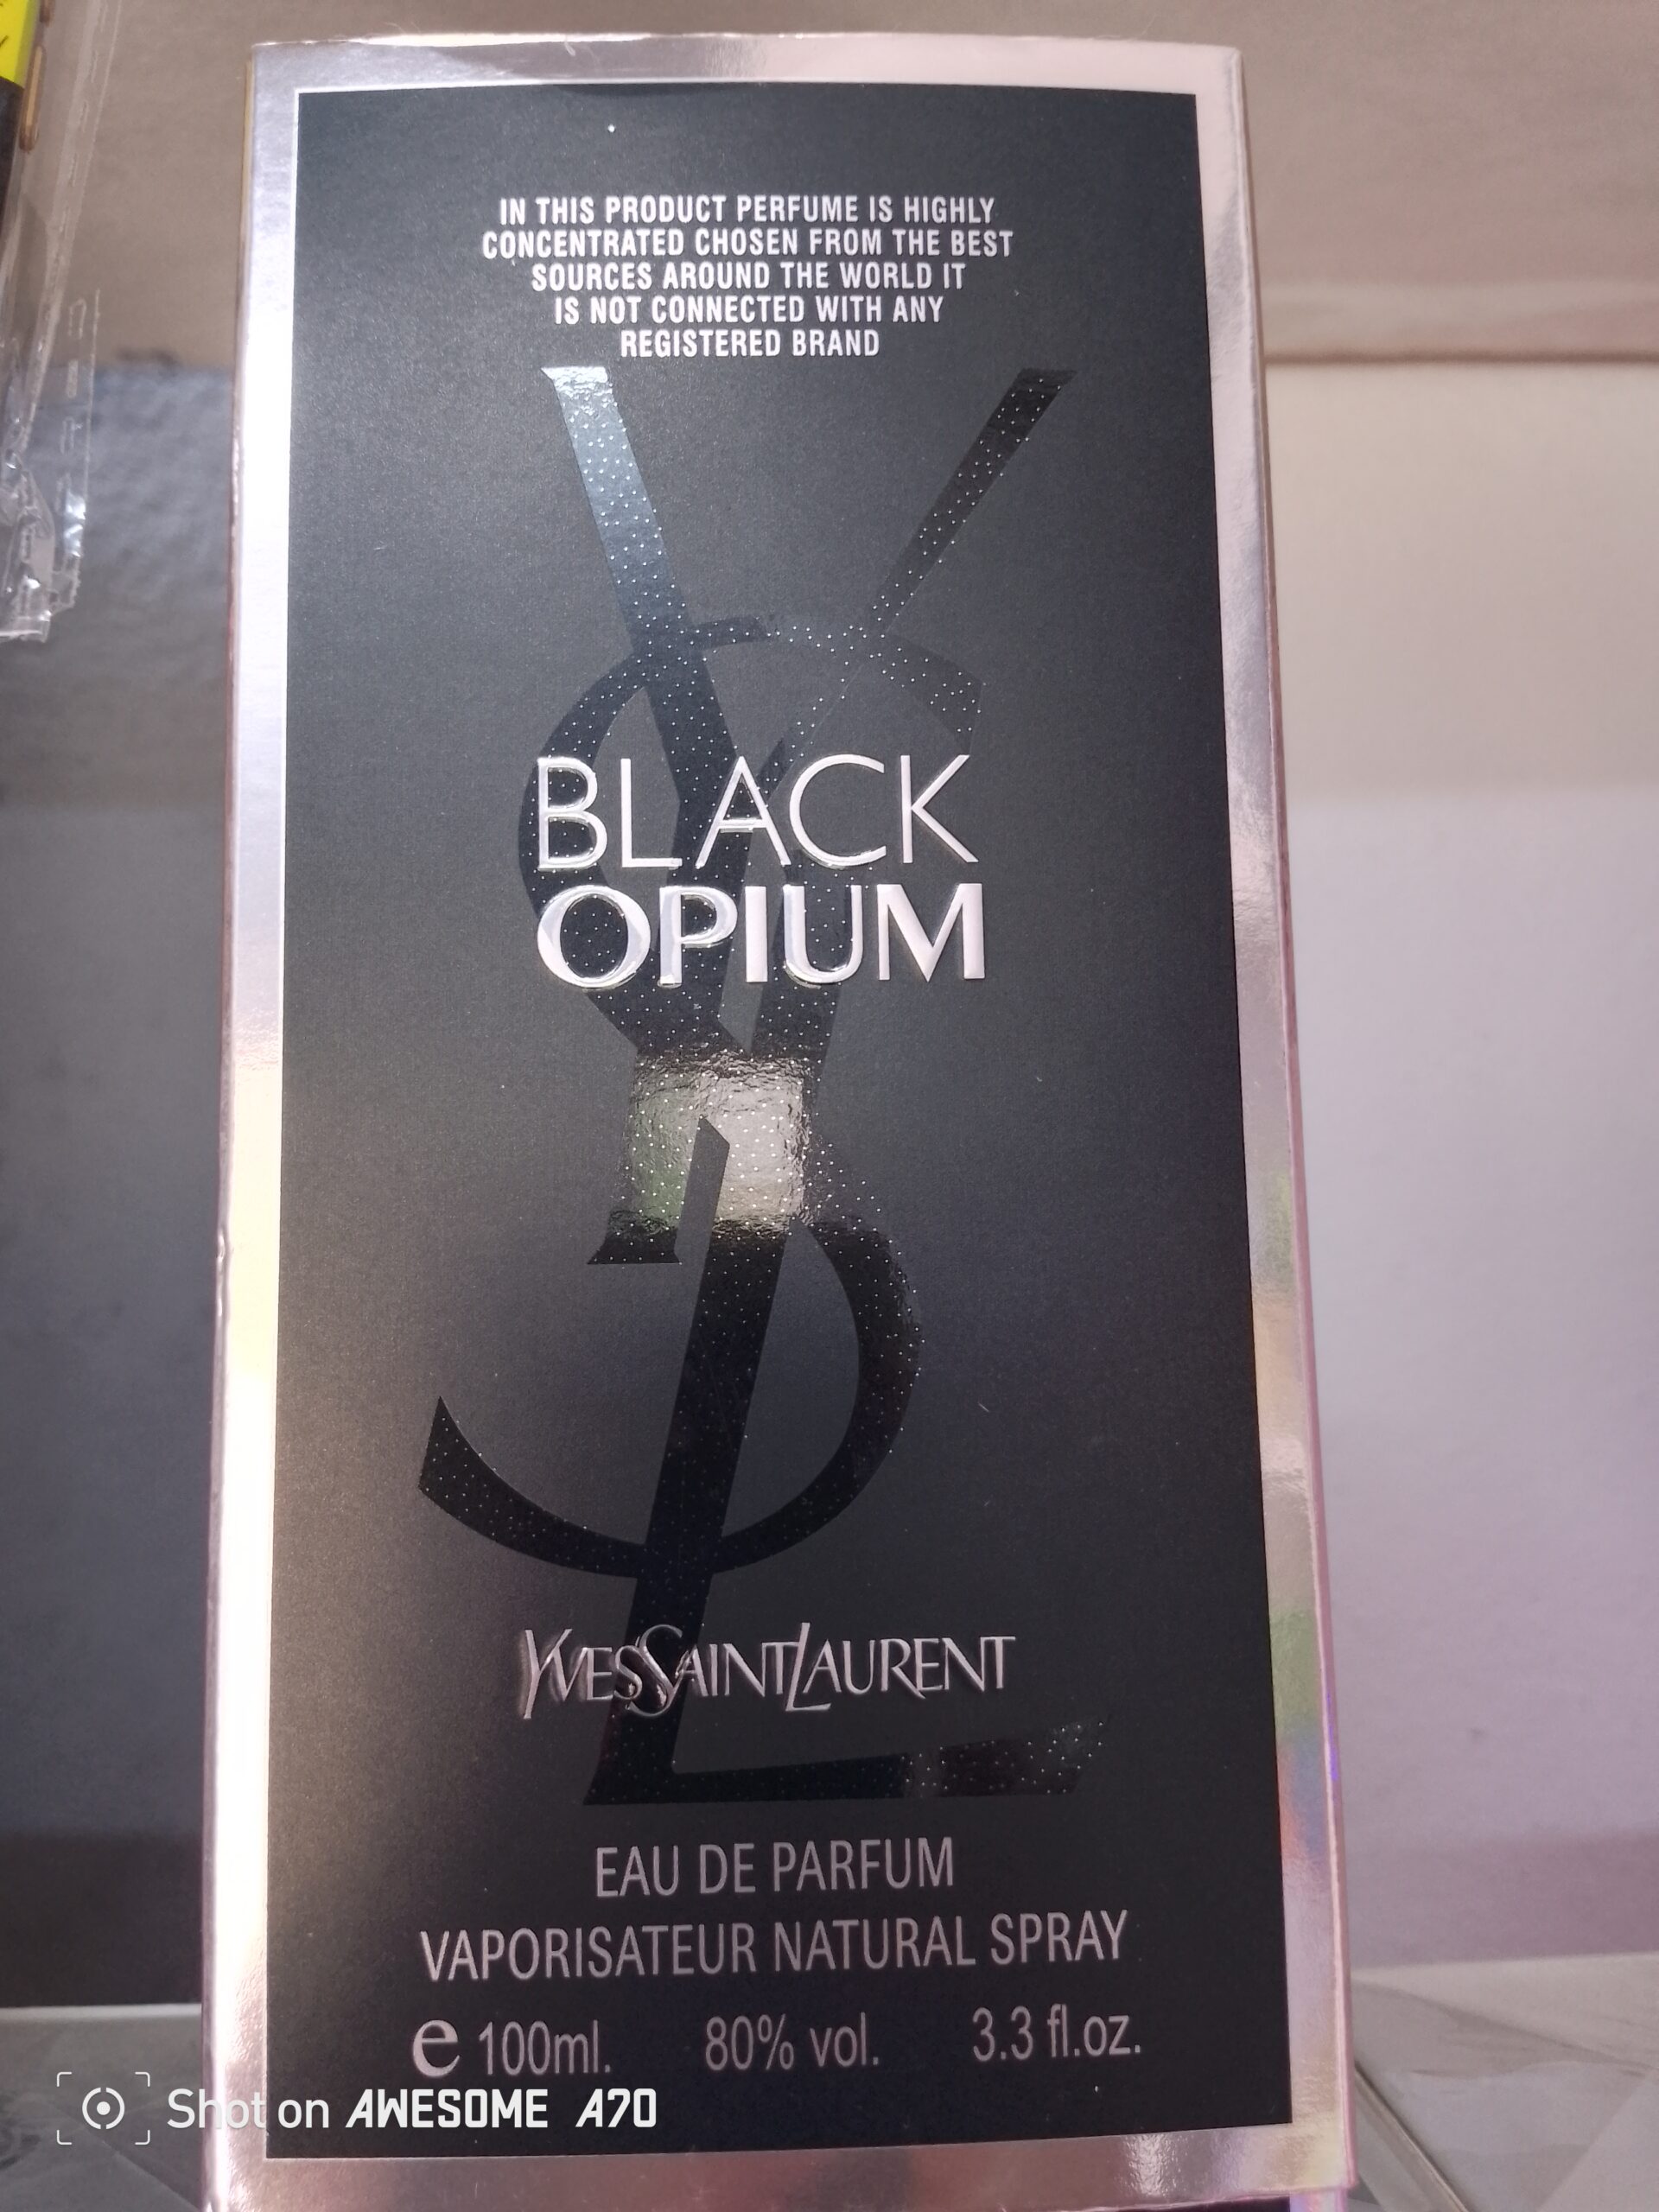 IN THIS PRODUCT PERFUME IS HIGHLY
CONCENTRATED CHOSEN FROM THE BEST
SOURCES AROUND THE WORLD IT
IS NOT CONNECTED WITH ANY
REGISTERED BRAND
YSL
BLACK
OPIUM
YVESSAINTLAURENT
EAU DE PARFUM
VAPORISATEUR NATURAL SPRAY
e 100ml. 80% vol. 3.3 fl.oz.
Shot on AWESOME A70